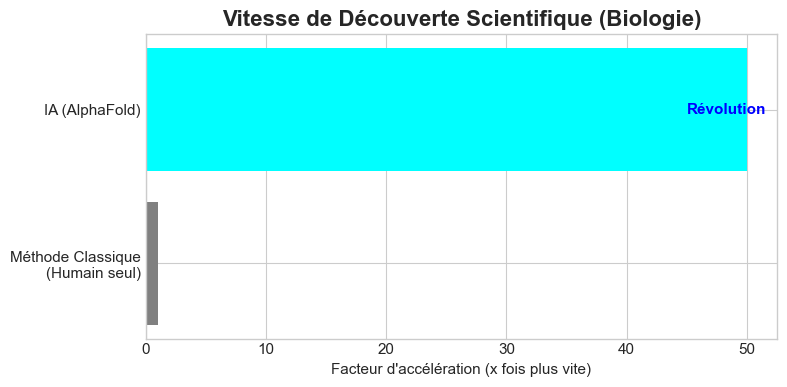 Vitesse de Découverte Scientifique (Biologie)
IA (AlphaFold)
Révolution
Méthode Classique
(Humain seul)
0 10 20 30 40 50
Facteur d'accélération (x fois plus vite)